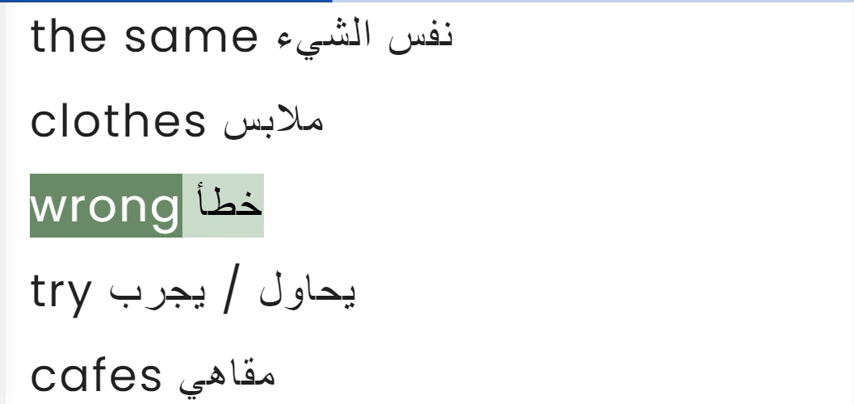 the same نفس الشيء
clothes ملابس
wrong خطأ
try يحاول / يجرب
cafes مقاهي